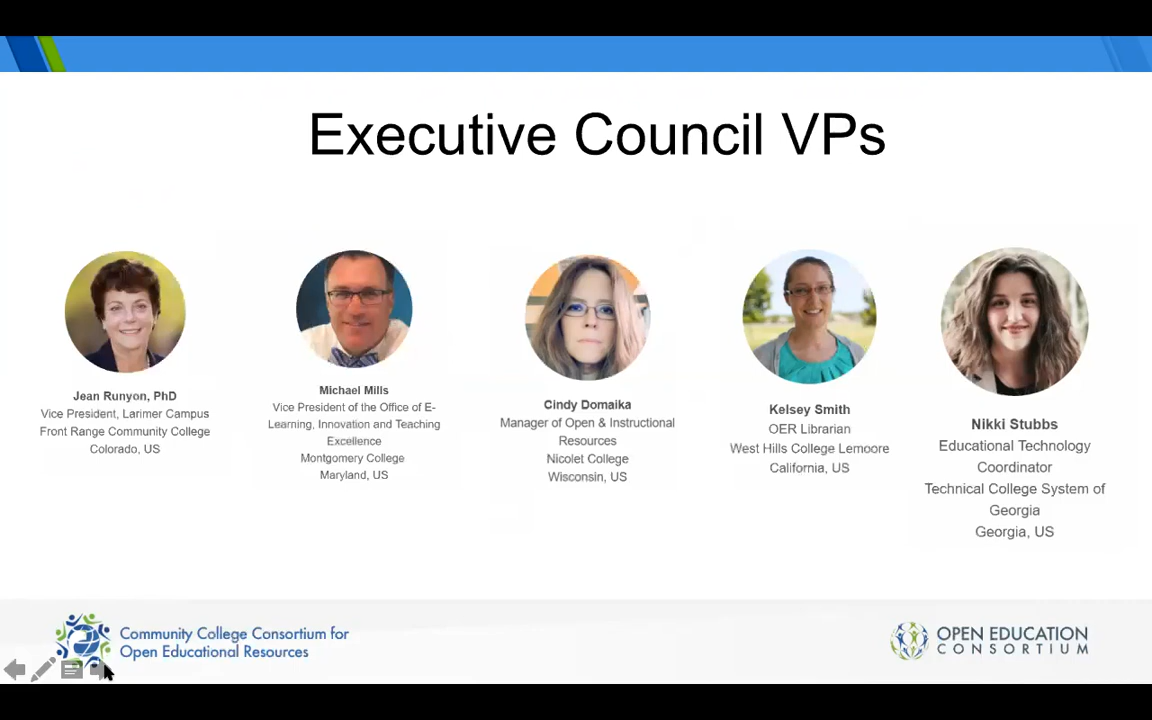 Executive Council VPs
Jean Runyon, PhD
Vice President, Larimer Campus
Front Range Community College
Colorado, US
Michael Mills
Vice President of the Office of E-
Learning, Innovation and Teaching
Excellence
Montgomery College
Maryland, US
Cindy Domaika
Manager of Open & Instructional
Resources
Nicolet College
Wisconsin, US
Kelsey Smith
OER Librarian
West Hills College Lemoore
California, US
Nikki Stubbs
Educational Technology
Coordinator
Technical College System of
Georgia
Georgia, US
Community College Consortium for
Open Educational Resources
OPEN EDUCATION
CONSORTIUM